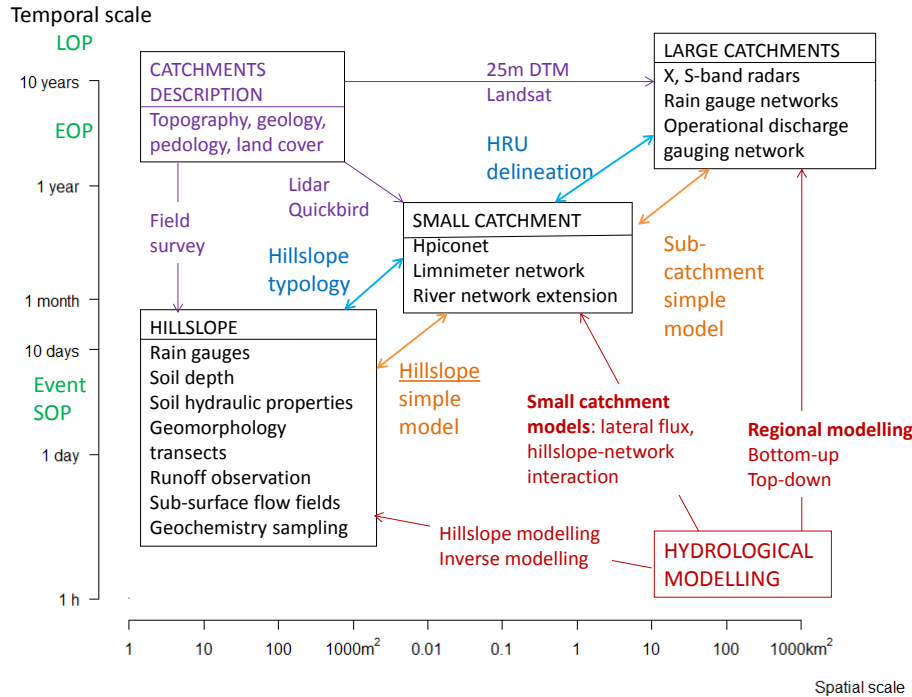 Temporal scale
LOP
10 years
EOP
1 year
1 month
10 days
Event
SOP
1 day
1 h
CATCHMENTS
DESCRIPTION
Topography, geology,
pedology, land cover
25m DTM
Landsat
LARGE CATCHMENTS
X, S-band radars
Rain gauge networks
Operational discharge
gauging network
HRU
delineation
Lidar
Quickbird
Field
survey
SMALL CATCHMENT
Hpiconet
Limnimeter network
River network extension
Hillslope
typology
Sub-
catchment
simple
model
HILLSLOPE
Rain gauges
Soil depth
Soil hydraulic properties
Geomorphology
transects
Runoff observation
Sub-surface flow fields
Geochemistry sampling
Hillslope
simple
model
Small catchment
models: lateral flux,
hillslope-network
interaction
Regional modelling
Bottom-up
Top-down
Hillslope modelling
Inverse modelling
HYDROLOGICAL
MODELLING
1 10 100 1000m² 0.01 0.1 1 10 100 1000km²
Spatial scale